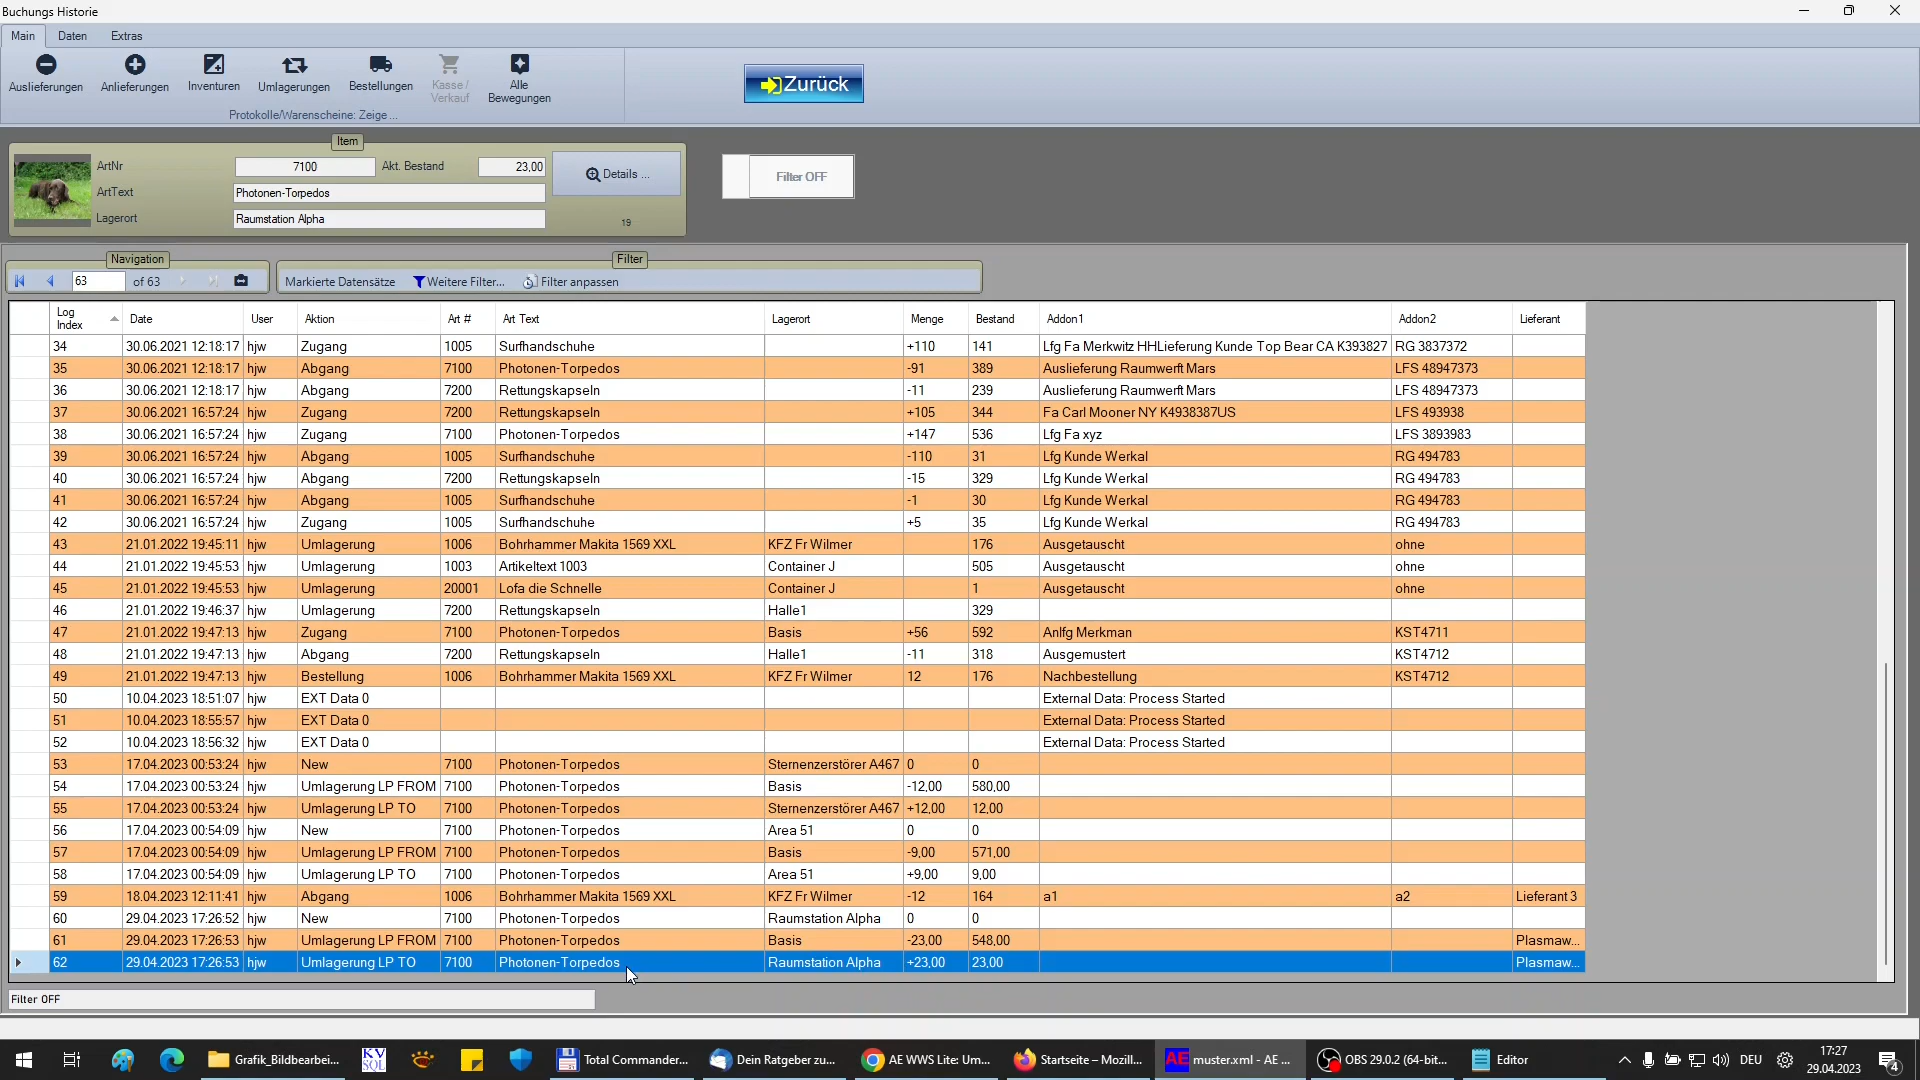 Buchungs Historie
Main Daten Extras
Auslieferungen Anlieferungen Inventuren Umlagerungen Bestellungen Kasse / Verkauf Alle Bewegungen
Protokolle/Warenscheine: Zeige ...
Zurück
Item
ArtNr 7100 Akt. Bestand 23,00 Details ...
Filter OFF
ArtText Photonen-Torpedos
Lagerort Raumstation Alpha 19
Navigation Filter
63 of 63 Markierte Datensätze Weitere Filter... Filter anpassen
Log Index Date User Aktion Art # Art Text Lagerort Menge Bestand Addon1 Addon2 Lieferant
34 30.06.2021 12:18:17 hjw Zugang 1005 Surfhandschuhe +110 141 Lfg Fa Merkwitz HHLieferung Kunde Top Bear CA K393827 RG 3837372
35 30.06.2021 12:18:17 hjw Abgang 7100 Photonen-Torpedos -91 389 Auslieferung Raumwerft Mars LFS 48947373
36 30.06.2021 12:18:17 hjw Abgang 7200 Rettungskapseln -11 239 Auslieferung Raumwerft Mars LFS 48947373
37 30.06.2021 16:57:24 hjw Zugang 7200 Rettungskapseln +105 344 Fa Carl Mooner NY K4938387US LFS 493938
38 30.06.2021 16:57:24 hjw Zugang 7100 Photonen-Torpedos +147 536 Lfg Fa xyz LFS 3893983
39 30.06.2021 16:57:24 hjw Abgang 1005 Surfhandschuhe -110 31 Lfg Kunde Werkal RG 494783
40 30.06.2021 16:57:24 hjw Abgang 7200 Rettungskapseln -15 329 Lfg Kunde Werkal RG 494783
41 30.06.2021 16:57:24 hjw Abgang 1005 Surfhandschuhe -1 30 Lfg Kunde Werkal RG 494783
42 30.06.2021 16:57:24 hjw Zugang 1005 Surfhandschuhe +5 35 Lfg Kunde Werkal RG 494783
43 21.01.2022 19:45:11 hjw Umlagerung 1006 Bohrhammer Makita 1569 XXL KFZ Fr Wilmer 176 Ausgetauscht ohne
44 21.01.2022 19:45:53 hjw Umlagerung 1003 Artikeltext 1003 Container J 505 Ausgetauscht ohne
45 21.01.2022 19:45:53 hjw Umlagerung 20001 Lofa die Schnelle Container J 1 Ausgetauscht ohne
46 21.01.2022 19:46:37 hjw Umlagerung 7200 Rettungskapseln Halle1 329
47 21.01.2022 19:47:13 hjw Zugang 7100 Photonen-Torpedos Basis +56 592 Anlfg Merkman KST4711
48 21.01.2022 19:47:13 hjw Abgang 7200 Rettungskapseln Halle1 -11 318 Ausgemustert KST4712
49 21.01.2022 19:47:13 hjw Bestellung 1006 Bohrhammer Makita 1569 XXL KFZ Fr Wilmer 12 176 Nachbestellung KST4712
50 10.04.2023 18:51:07 hjw EXT Data 0 External Data: Process Started
51 10.04.2023 18:55:57 hjw EXT Data 0 External Data: Process Started
52 10.04.2023 18:56:32 hjw EXT Data 0 External Data: Process Started
53 17.04.2023 00:53:24 hjw New 7100 Photonen-Torpedos Sternenzerstörer A467 0 0
54 17.04.2023 00:53:24 hjw Umlagerung LP FROM 7100 Photonen-Torpedos Basis -12,00 580,00
55 17.04.2023 00:53:24 hjw Umlagerung LP TO 7100 Photonen-Torpedos Sternenzerstörer A467 +12,00 12,00
56 17.04.2023 00:54:09 hjw New 7100 Photonen-Torpedos Area 51 0 0
57 17.04.2023 00:54:09 hjw Umlagerung LP FROM 7100 Photonen-Torpedos Basis -9,00 571,00
58 17.04.2023 00:54:09 hjw Umlagerung LP TO 7100 Photonen-Torpedos Area 51 +9,00 9,00
59 18.04.2023 12:11:41 hjw Abgang 1006 Bohrhammer Makita 1569 XXL KFZ Fr Wilmer -12 164 a1 a2 Lieferant 3
60 29.04.2023 17:26:52 hjw New 7100 Photonen-Torpedos Raumstation Alpha 0 0
61 29.04.2023 17:26:53 hjw Umlagerung LP FROM 7100 Photonen-Torpedos Basis -23,00 548,00 Plasmaw...
62 29.04.2023 17:26:53 hjw Umlagerung LP TO 7100 Photonen-Torpedos Raumstation Alpha +23,00 23,00 Plasmaw...
Filter OFF
Grafik_Bildbearbei... KV SQL Total Commander... Dein Ratgeber zu... AE WWS Lite: Um... Startseite – Mozill... AE muster.xml - AE ... OBS 29.0.2 (64-bit... Editor DEU 17:27 4
29.04.2023